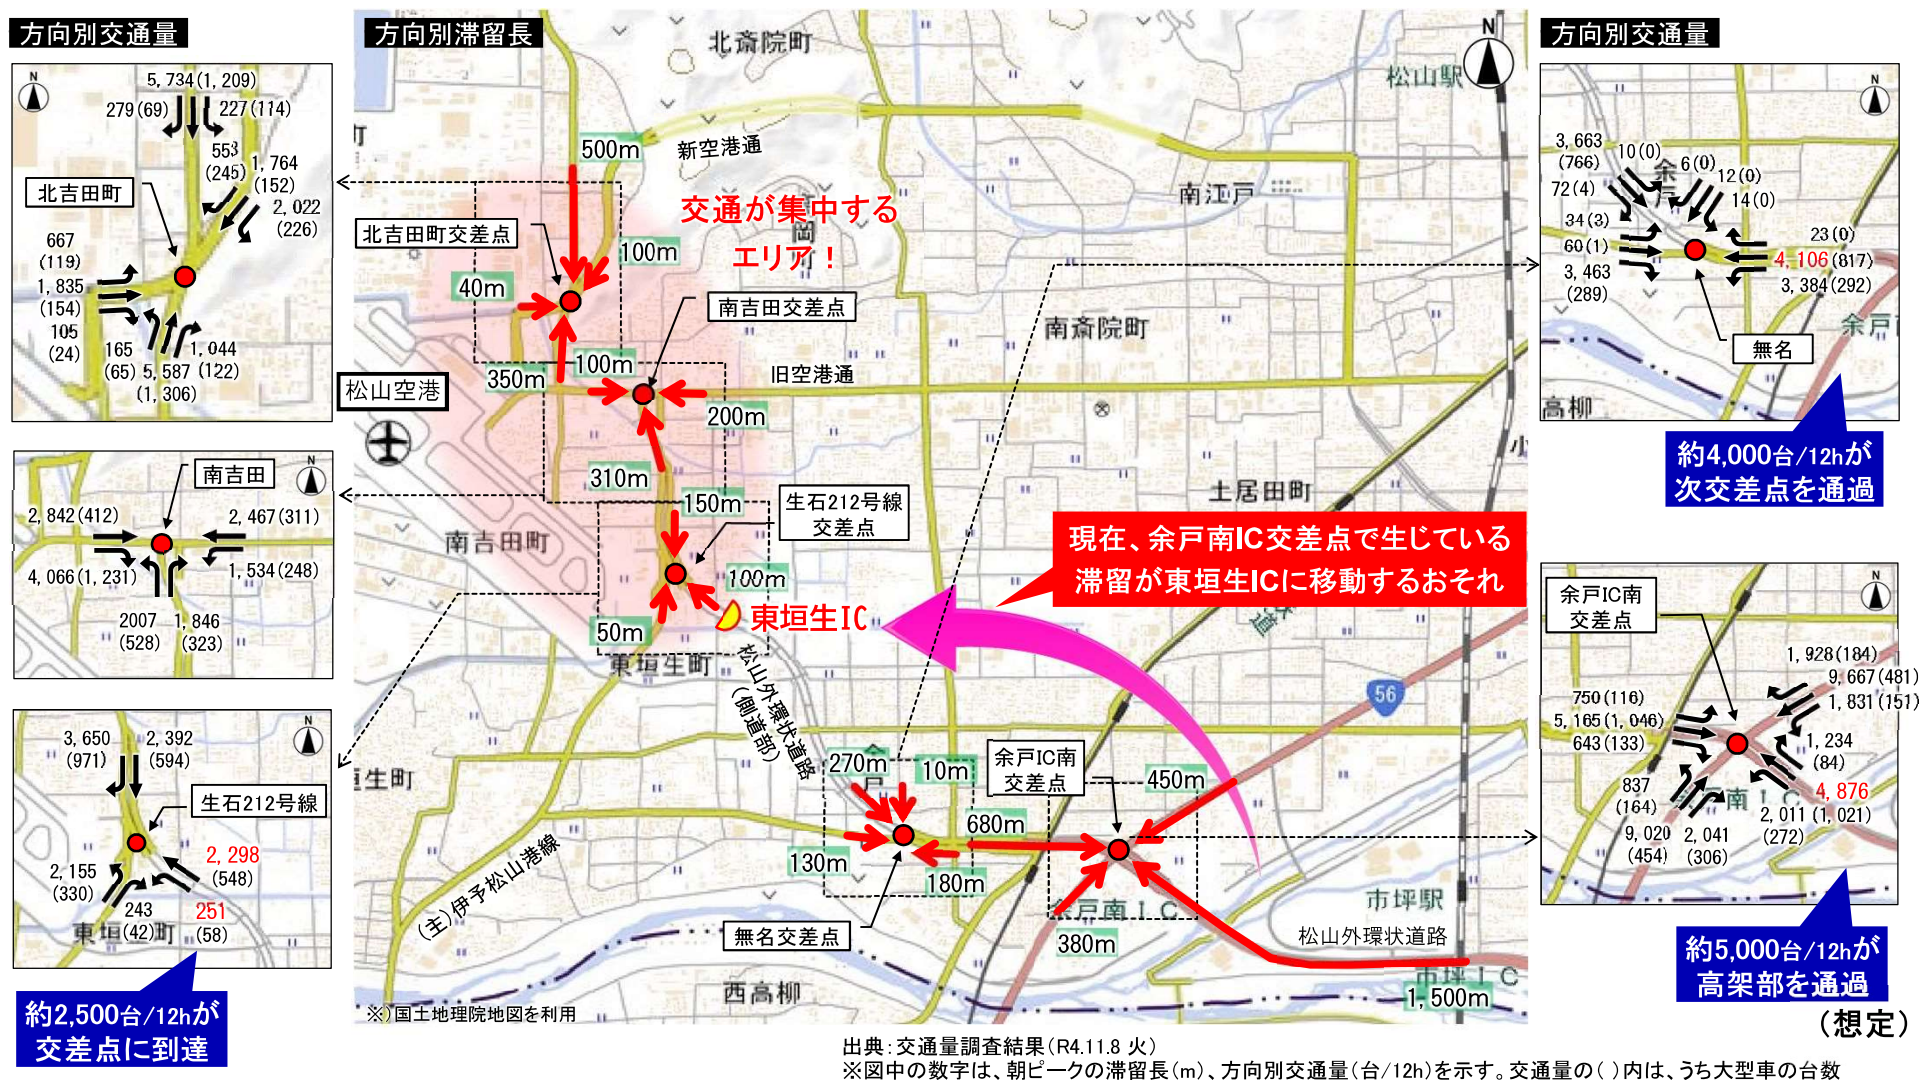 方向別交通量
5,734(1,209)
279(69)
227(114)
553
(245)
1,764
(152)
2,022
(226)
北吉田町
667
(119)
1,835
(154)
105
(24)
165
(65)
5,587
(1,306)
1,044
(122)
南吉田
2,842(412)
2,467(311)
4,066(1,231)
1,534(248)
2007
(528)
1,846
(323)
3,650
(971)
2,392
(594)
生石212号線
2,155
(330)
2,298
(548)
243
(42)
251
(58)
東垣生町
約2,500台/12hが
交差点に到達
方向別滞留長
北斎院町
松山駅
N
500m
新空港通
南江戸
交通が集中する
エリア！
北吉田町交差点
100m
40m
南吉田交差点
南斎院町
100m
350m
旧空港通
松山空港
200m
310m
150m
生石212号線
交差点
土居田町
南吉田町
現在、余戸南IC交差点で生じている
滞留が東垣生ICに移動するおそれ
100m
東垣生IC
50m
東垣生町
松山外環状道路
(側道部)
56
垣生町
270m
10m
余戸IC南
交差点
450m
680m
130m
180m
(主)伊予松山港線
無名交差点
余戸南IC
380m
市坪駅
松山外環状道路
市坪IC
1,500m
西高柳
※)国土地理院地図を利用
方向別交通量
N
3,663
(766)
10(0)
6(0)
12(0)
14(0)
72(4)
34(3)
60(1)
3,463
(289)
23(0)
4,106(817)
3,384(292)
無名
高柳
約4,000台/12hが
次交差点を通過
N
余戸IC南
交差点
1,928(184)
9,667(481)
1,831(151)
750(116)
5,165(1,046)
643(133)
1,234
(84)
837
(164)
4,876
(1,021)
2,011
(272)
9,020
(454)
2,041
(306)
約5,000台/12hが
高架部を通過
(想定)
出典：交通量調査結果(R4.11.8 火)
※図中の数字は、朝ピークの滞留長(m)、方向別交通量(台/12h)を示す。交通量の( )内は、うち大型車の台数